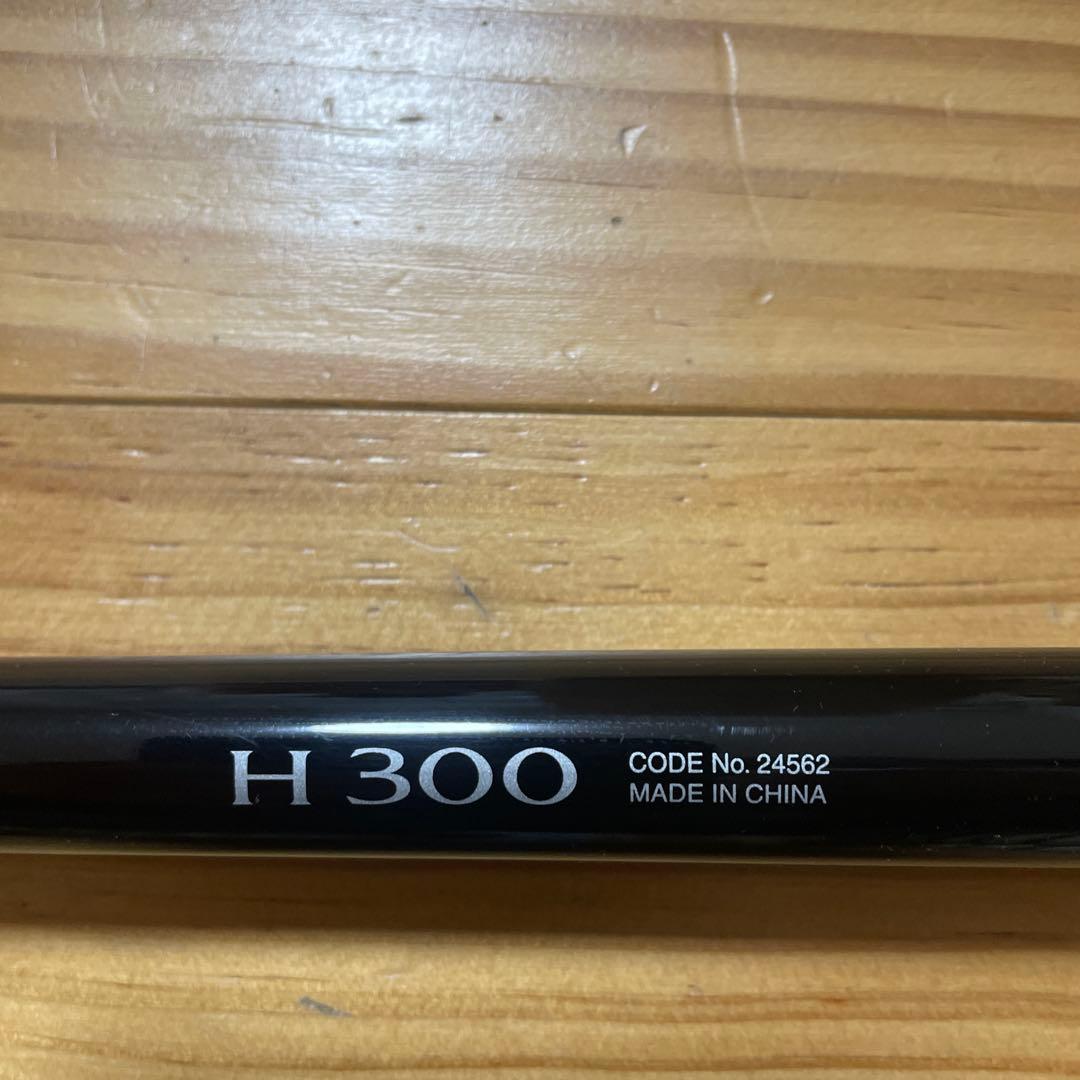 H 300
CODE No. 24562
MADE IN CHINA